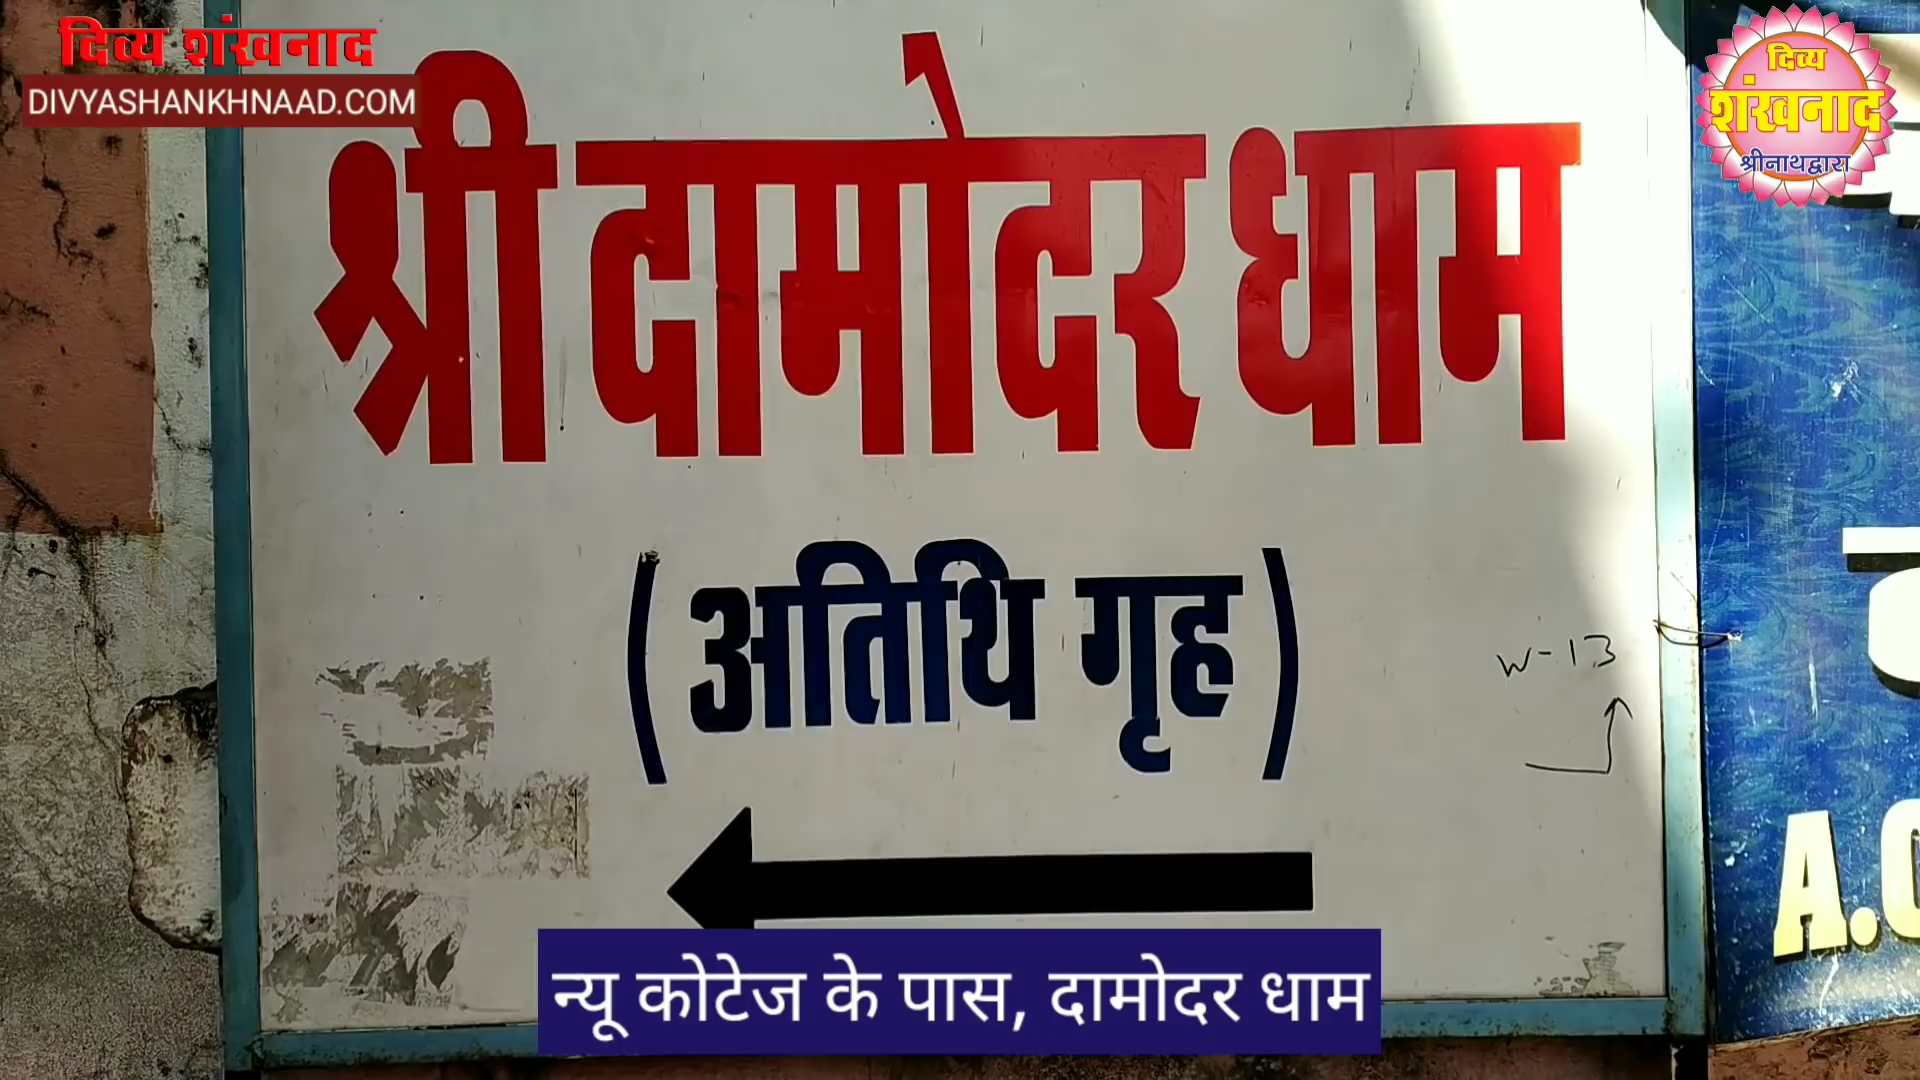 दिव्य शंखनाद
DIVYASHANKHNAAD.COM
दिव्य
शंखनाद
श्रीनाथद्वारा
श्री दामोदर धाम
(अतिथि गृह)
W-13
न्यू कोटेज के पास, दामोदर धाम